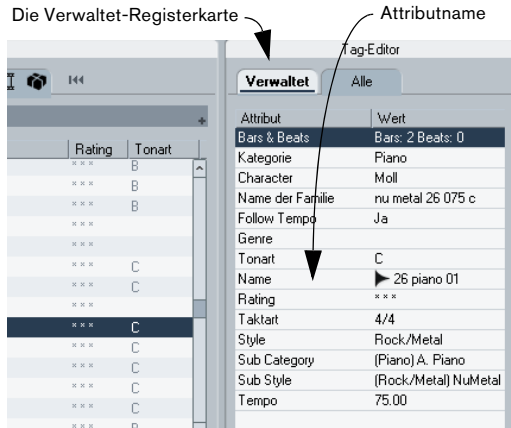 Die Verwaltet-Registerkarte
Attributname
Tag-Editor
Verwaltet Alle
Attribut Wert
Bars & Beats Bars: 2 Beats: 0
Kategorie Piano
Character Moll
Name der Familie nu metal 26 075 c
Follow Tempo Ja
Genre
Tonart C
Name 26 piano 01
Rating ***
Taktart 4/4
Style Rock/Metal
Sub Category (Piano) A. Piano
Sub Style (Rock/Metal) NuMetal
Tempo 75.00
+
Rating Tonart
*** B
*** B
*** B
***
***
*** C
*** C
***
*** C
*** C
*** C
*** C
*** C